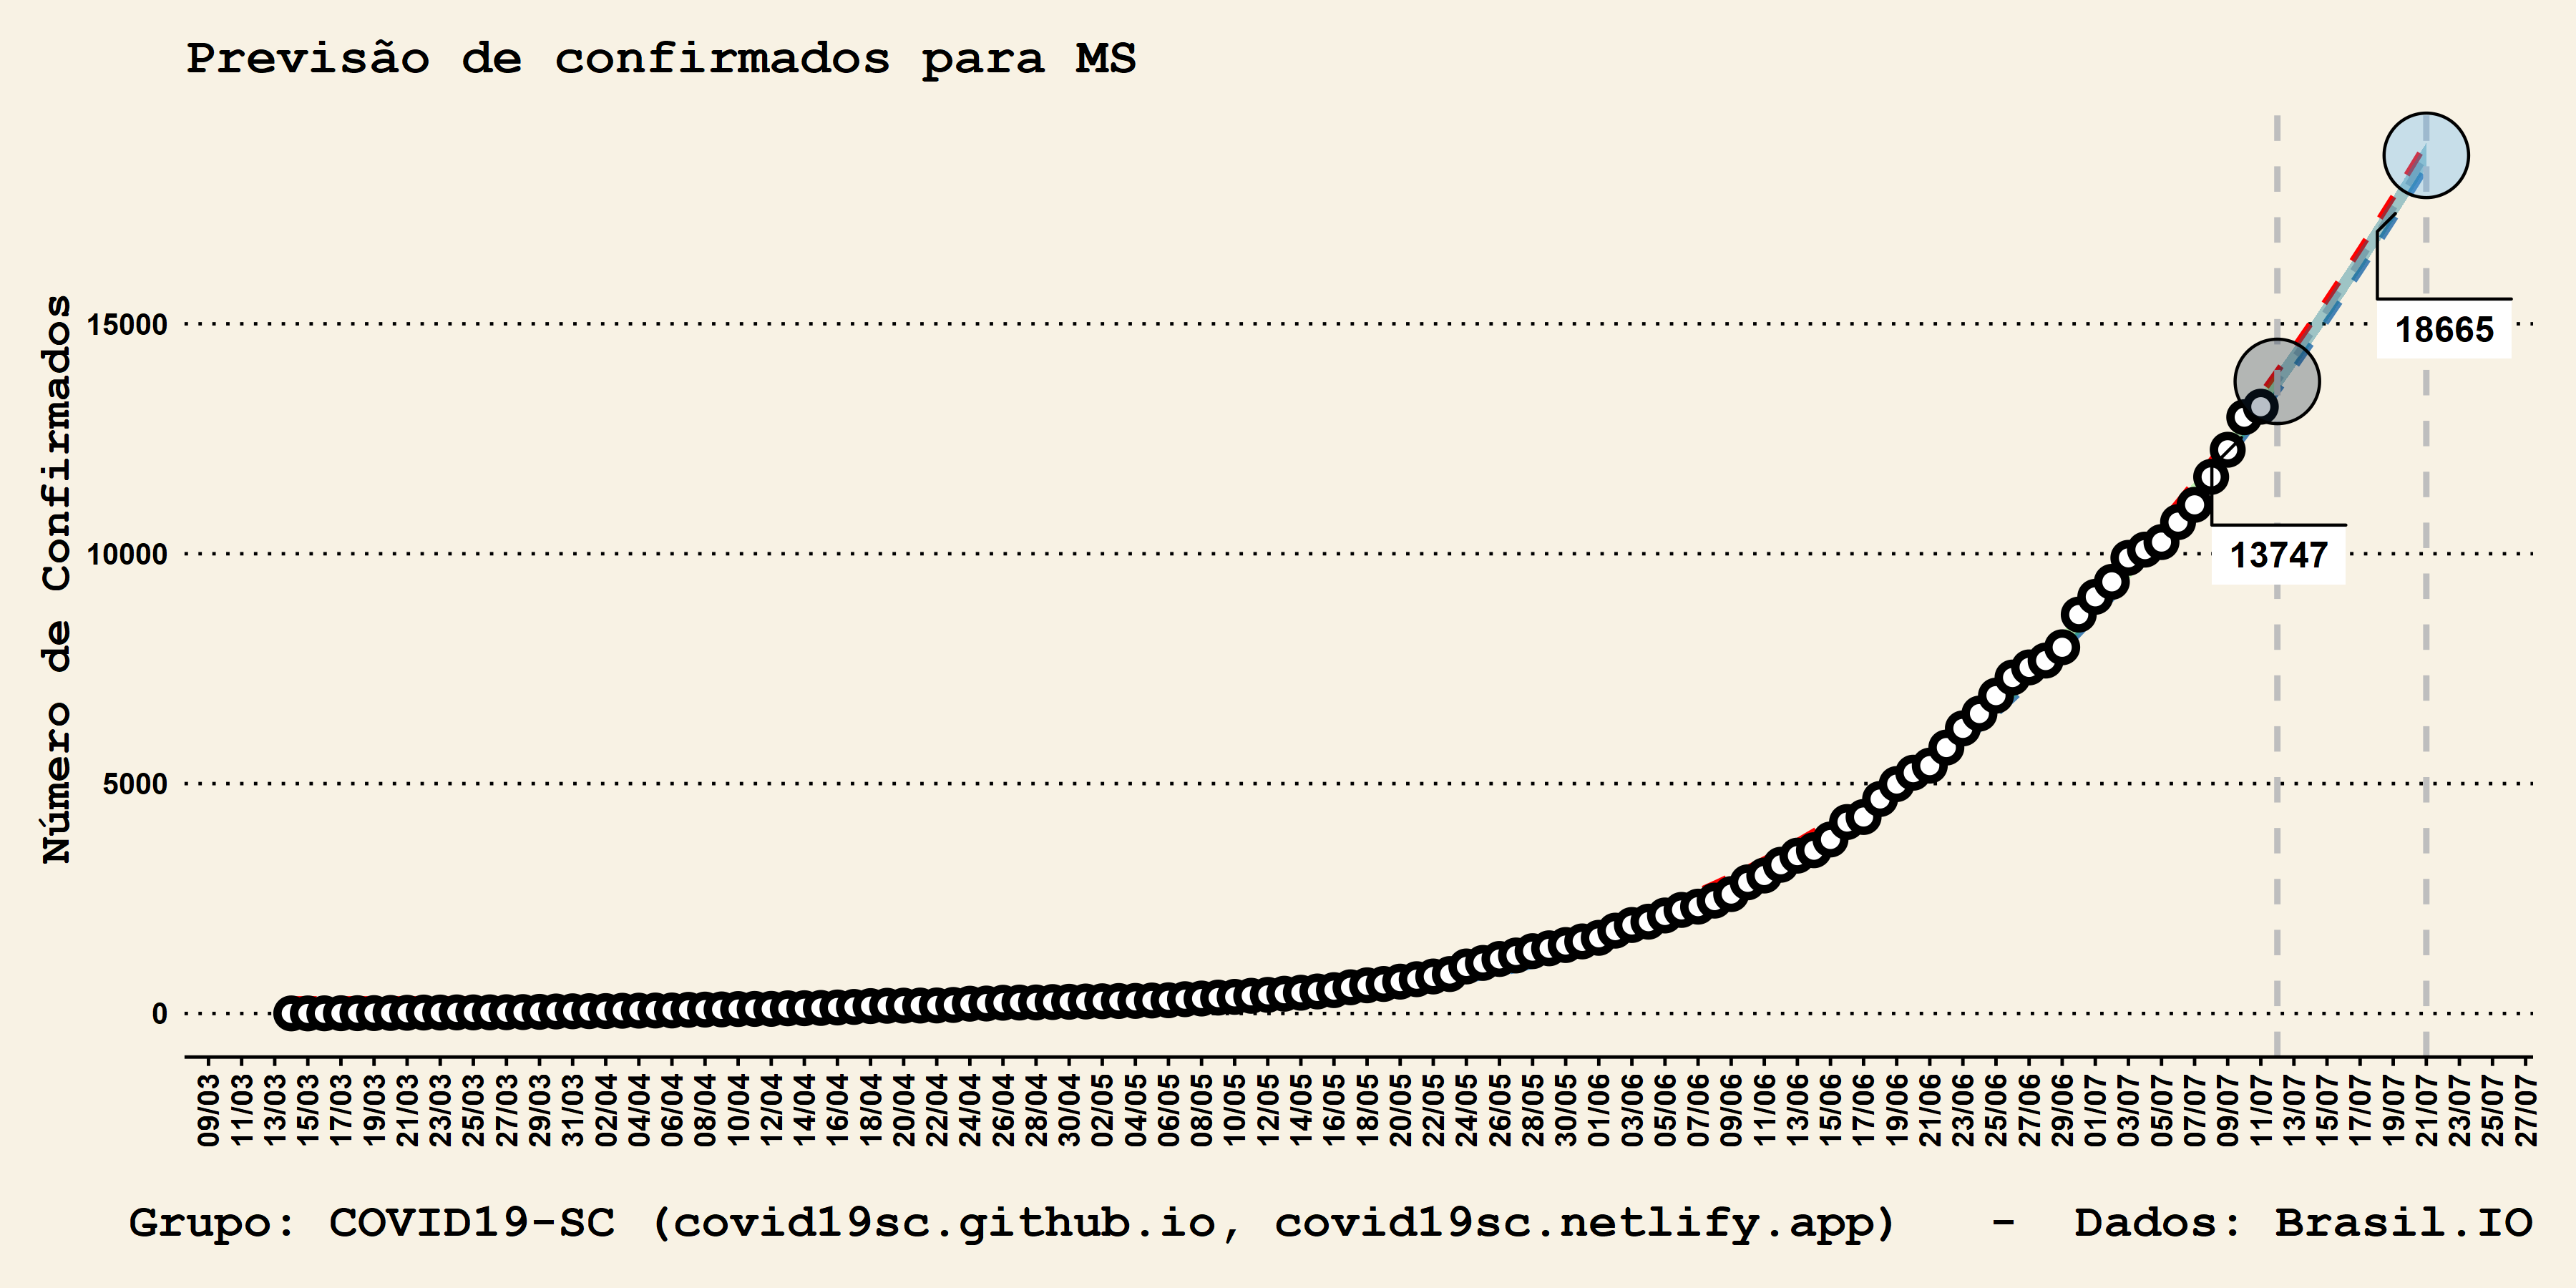 Previsão de confirmados para MS
Número de Confirmados
15000
10000
5000
0
18665
13747
09/03 11/03 13/03 15/03 17/03 19/03 21/03 23/03 25/03 27/03 29/03 31/03 02/04 04/04 06/04 08/04 10/04 12/04 14/04 16/04 18/04 20/04 22/04 24/04 26/04 28/04 30/04 02/05 04/05 06/05 08/05 10/05 12/05 14/05 16/05 18/05 20/05 22/05 24/05 26/05 28/05 30/05 01/06 03/06 05/06 07/06 09/06 11/06 13/06 15/06 17/06 19/06 21/06 23/06 25/06 27/06 29/06 01/07 03/07 05/07 07/07 09/07 11/07 13/07 15/07 17/07 19/07 21/07 23/07 25/07 27/07
Grupo: COVID19-SC (covid19sc.github.io, covid19sc.netlify.app) - Dados: Brasil.IO